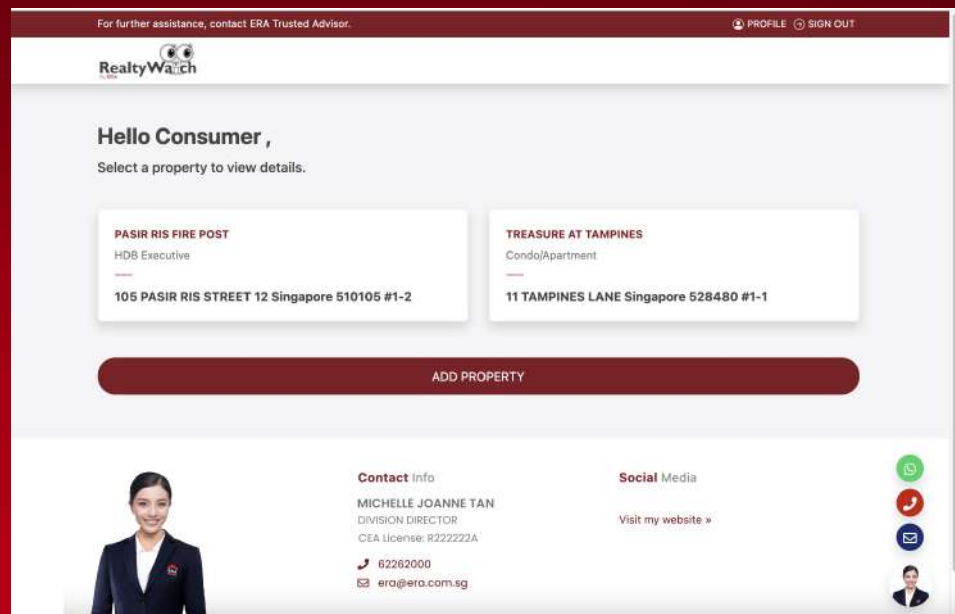 For further assistance, contact ERA Trusted Advisor.
PROFILE SIGN OUT
RealtyWatch
by ERA
Hello Consumer ,
Select a property to view details.
PASIR RIS FIRE POST
HDB Executive
105 PASIR RIS STREET 12 Singapore 510105 #1-2
TREASURE AT TAMPINES
Condo/Apartment
11 TAMPINES LANE Singapore 528480 #1-1
ADD PROPERTY
Contact Info
MICHELLE JOANNE TAN
DIVISION DIRECTOR
CEA License: R222222A
62262000
era@era.com.sg
Social Media
Visit my website »